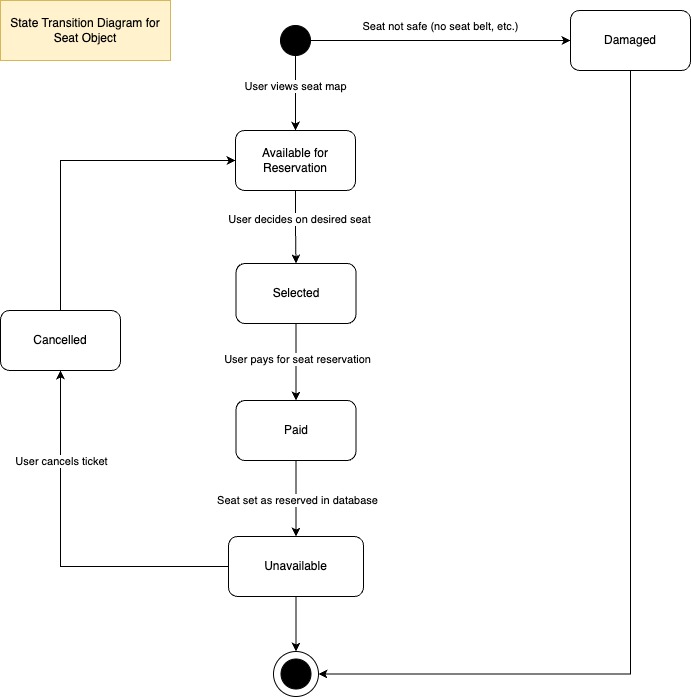 State Transition Diagram for
Seat Object
Seat not safe (no seat belt, etc.)
Damaged
User views seat map
Available for
Reservation
User decides on desired seat
Selected
Cancelled
User pays for seat reservation
Paid
User cancels ticket
Seat set as reserved in database
Unavailable